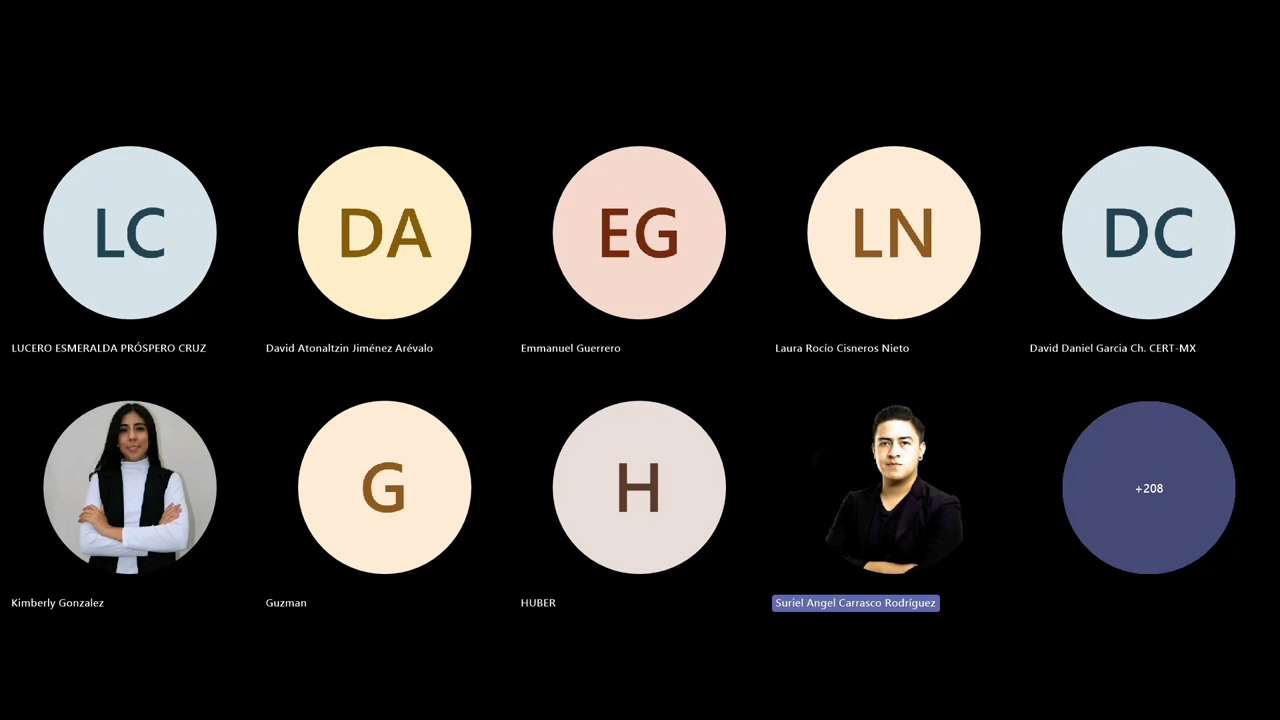 LC
DA
EG
LN
DC
LUCERO ESMERALDA PRÓSPERO CRUZ
David Atonaltzin Jiménez Arévalo
Emmanuel Guerrero
Laura Rocío Cisneros Nieto
David Daniel Garcia Ch. CERT-MX
G
H
+208
Kimberly Gonzalez
Guzman
HUBER
Suriel Angel Carrasco Rodríguez